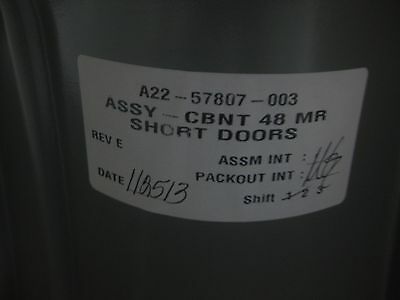 A22-57807-003
ASSY - CBNT 48 MR
SHORT DOORS
REV E
ASSM INT :
PACKOUT INT :
DATE 112513
Shift 1 2 3